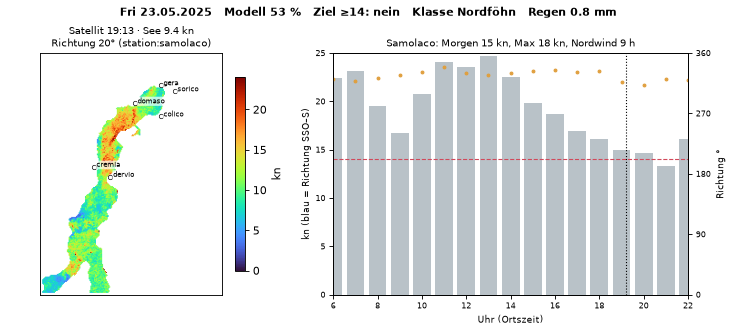 Fri 23.05.2025 Modell 53 % Ziel ≥14: nein Klasse Nordföhn Regen 0.8 mm
Satellit 19:13 · See 9.4 kn
Richtung 20° (station:samolaco)
gera
sorico
domaso
colico
cremia
dervio
20
15
10
5
0
kn
Samolaco: Morgen 15 kn, Max 18 kn, Nordwind 9 h
kn (blau = Richtung SSO-S)
25
20
15
10
5
0
360
270
180
90
0
Richtung °
6 8 10 12 14 16 18 20 22
Uhr (Ortszeit)